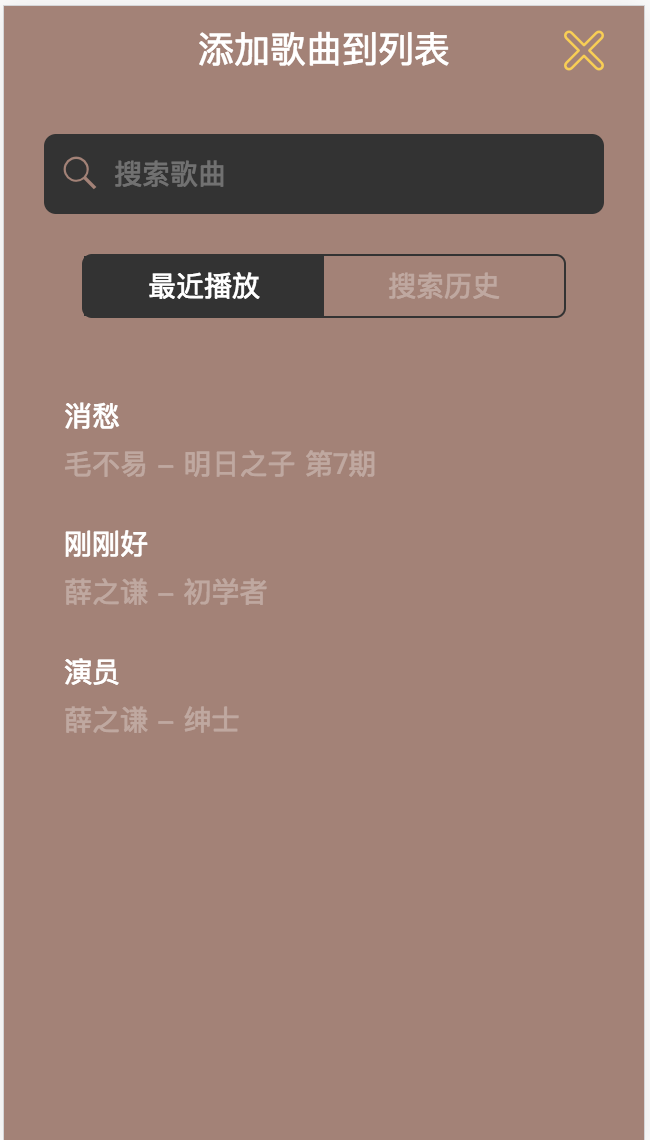 添加歌曲到列表
搜索歌曲
最近播放 搜索历史
消愁
毛不易 – 明日之子 第7期
刚刚好
薛之谦 – 初学者
演员
薛之谦 – 绅士